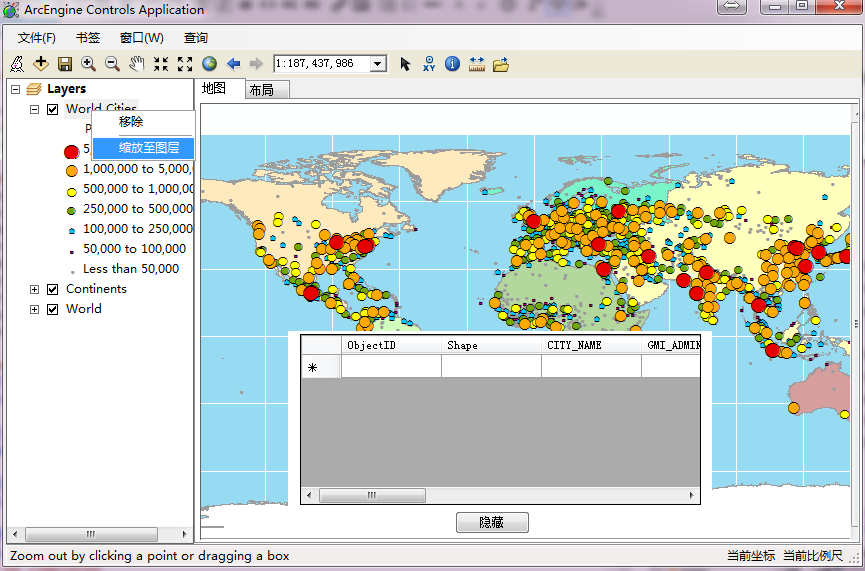 ArcEngine Controls Application
文件(F) 书签 窗口(W) 查询
1:187,437,986
XY
Layers
地图 布局
World Cities
移除
P
缩放至图层
5
1,000,000 to 5,000,
500,000 to 1,000,00
250,000 to 500,000
100,000 to 250,000
50,000 to 100,000
Less than 50,000
Continents
World
ObjectID Shape CITY_NAME GMI_ADMIN
隐藏
Zoom out by clicking a point or dragging a box 当前坐标 当前比例尺